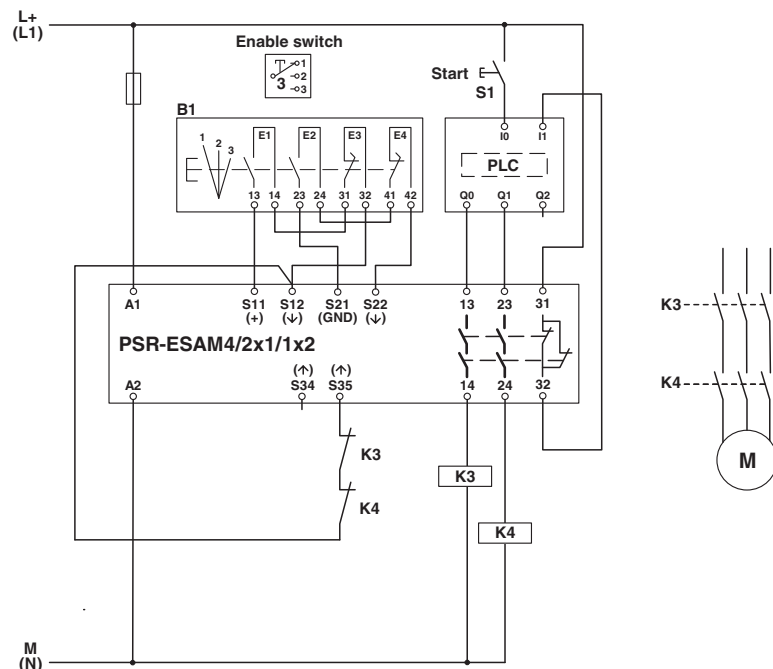 L+
(L1)
Enable switch
1
2
3
3
Start
S1
B1
1 2 3
E1 E2 E3 E4
13 14 23 24 31 32 41 42
I0 I1
PLC
Q0 Q1 Q2
A1 S11 S12 S21 S22 13 23 31
(+) (↓) (GND) (↓)
PSR-ESAM4/2x1/1x2
(↑) (↑)
A2 S34 S35 14 24 32
K3
K4
K3
K4
K3
K4
M
M
(N)